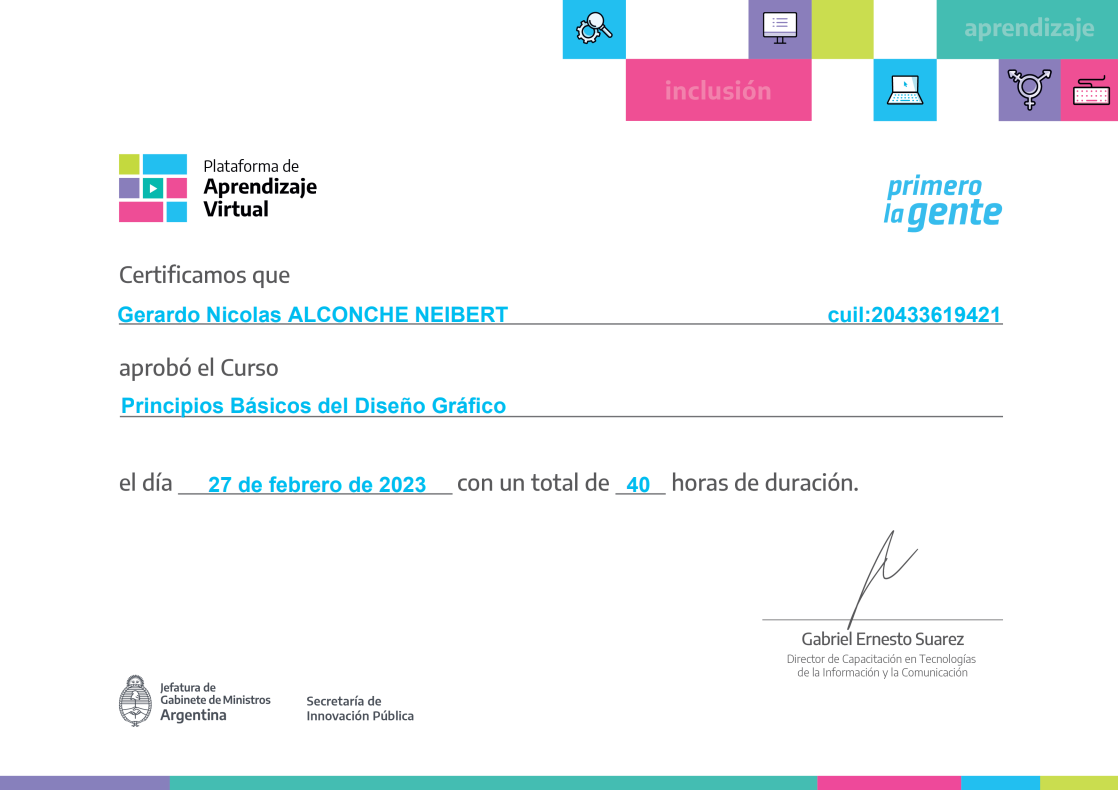 aprendizaje
inclusión
Plataforma de
Aprendizaje
Virtual
primero
la gente
Certificamos que
Gerardo Nicolas ALCONCHE NEIBERT cuil:20433619421
aprobó el Curso
Principios Básicos del Diseño Gráfico
el día 27 de febrero de 2023 con un total de 40 horas de duración.
Gabriel Ernesto Suarez
Director de Capacitación en Tecnologías
de la Información y la Comunicación
Jefatura de
Gabinete de Ministros
Argentina
Secretaría de
Innovación Pública